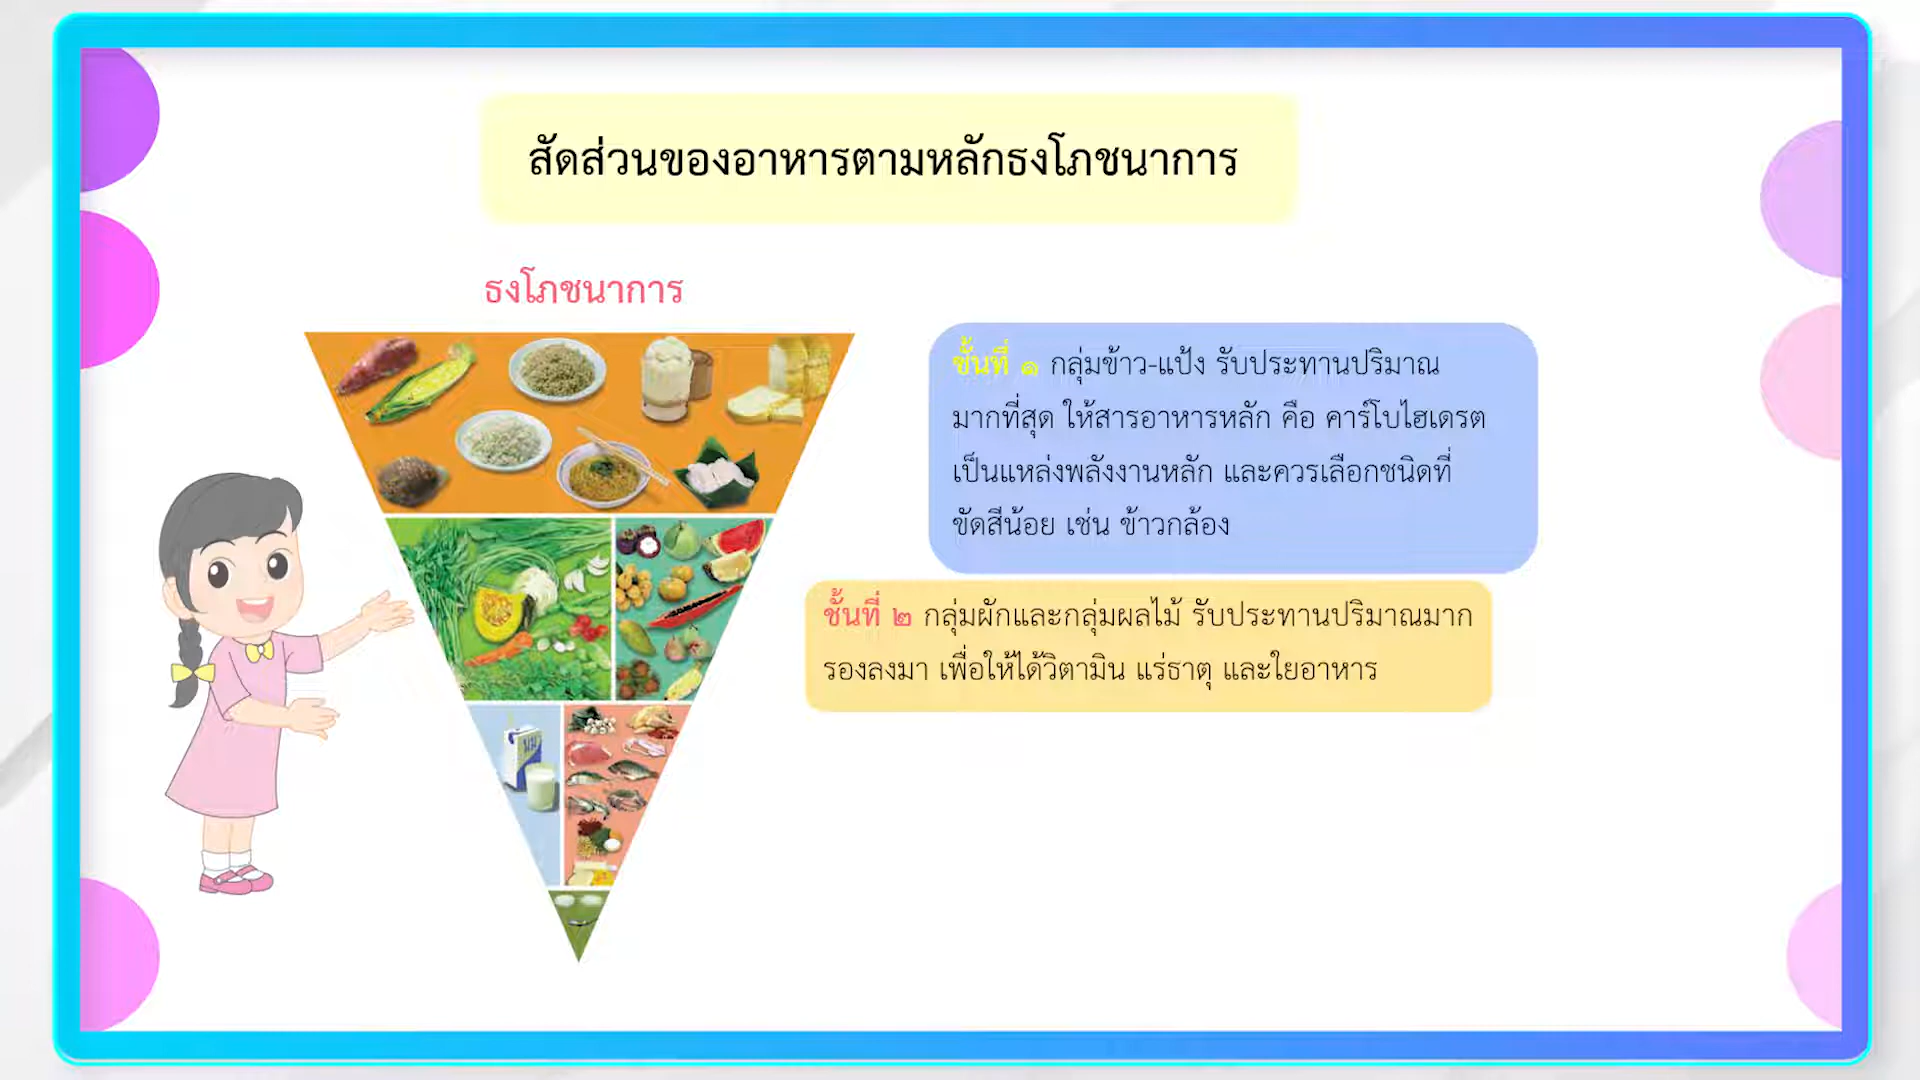 สัดส่วนของอาหารตามหลักธงโภชนาการ
ธงโภชนาการ
ชั้นที่ ๑ กลุ่มข้าว-แป้ง รับประทานปริมาณ
มากที่สุด ให้สารอาหารหลัก คือ คาร์โบไฮเดรต
เป็นแหล่งพลังงานหลัก และควรเลือกชนิดที่
ขัดสีน้อย เช่น ข้าวกล้อง
ชั้นที่ ๒ กลุ่มผักและกลุ่มผลไม้ รับประทานปริมาณมาก
รองลงมา เพื่อให้ได้วิตามิน แร่ธาตุ และใยอาหาร
นม